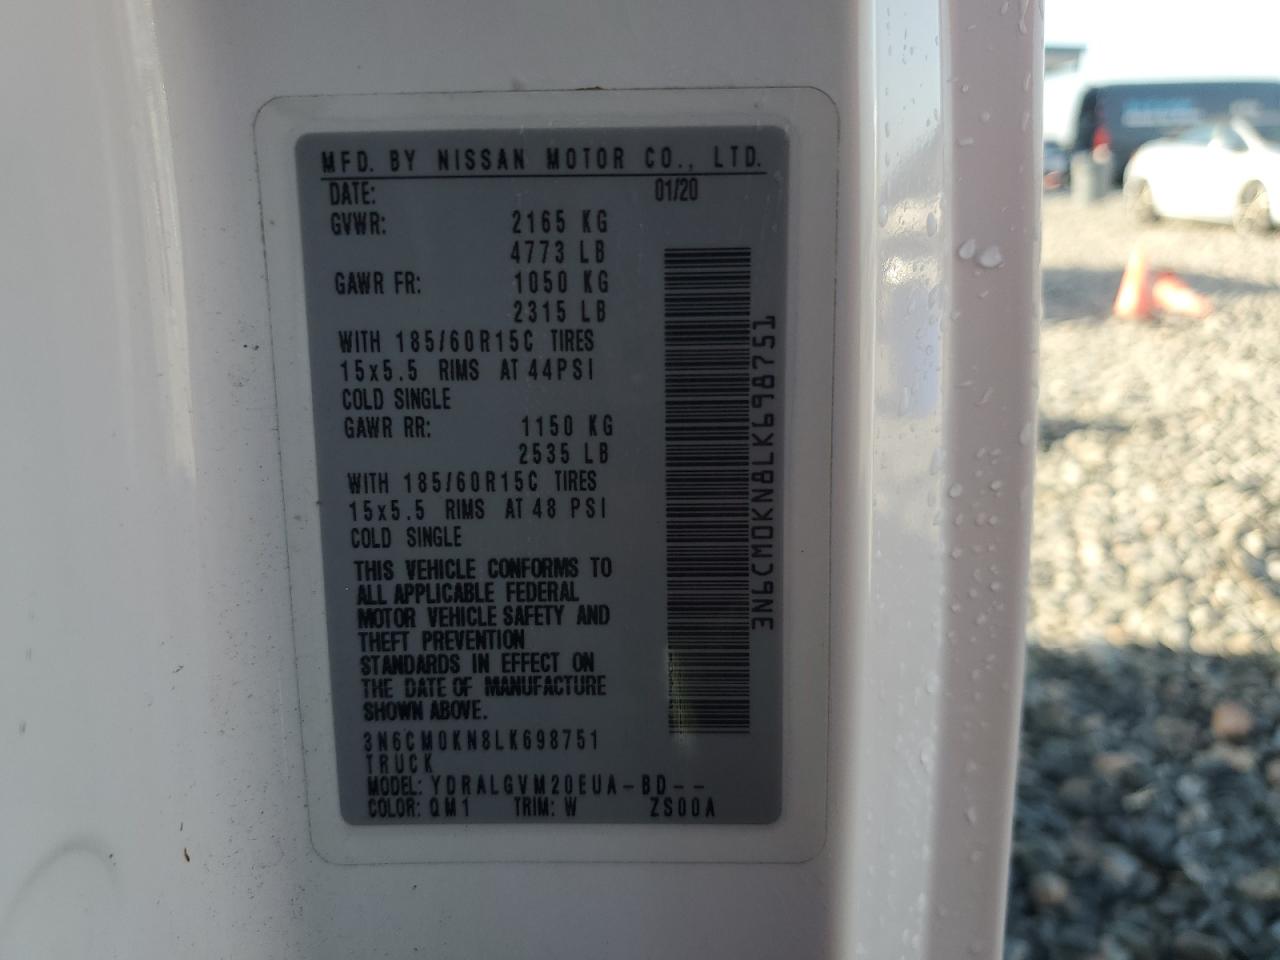 MFD. BY NISSAN MOTOR CO., LTD.
DATE: 01/20
GVWR: 2165 KG
4773 LB
GAWR FR: 1050 KG
2315 LB
WITH 185/60R15C TIRES
15x5.5 RIMS AT 44PSI
COLD SINGLE
GAWR RR: 1150 KG
2535 LB
WITH 185/60R15C TIRES
15x5.5 RIMS AT 48 PSI
COLD SINGLE
THIS VEHICLE CONFORMS TO
ALL APPLICABLE FEDERAL
MOTOR VEHICLE SAFETY AND
THEFT PREVENTION
STANDARDS IN EFFECT ON
THE DATE OF MANUFACTURE
SHOWN ABOVE.
3N6CM0KN8LK698751
TRUCK
MODEL: YDRALGVM20EUA-BD--
COLOR: QM1 TRIM: W ZS00A
3N6CM0KN8LK698751